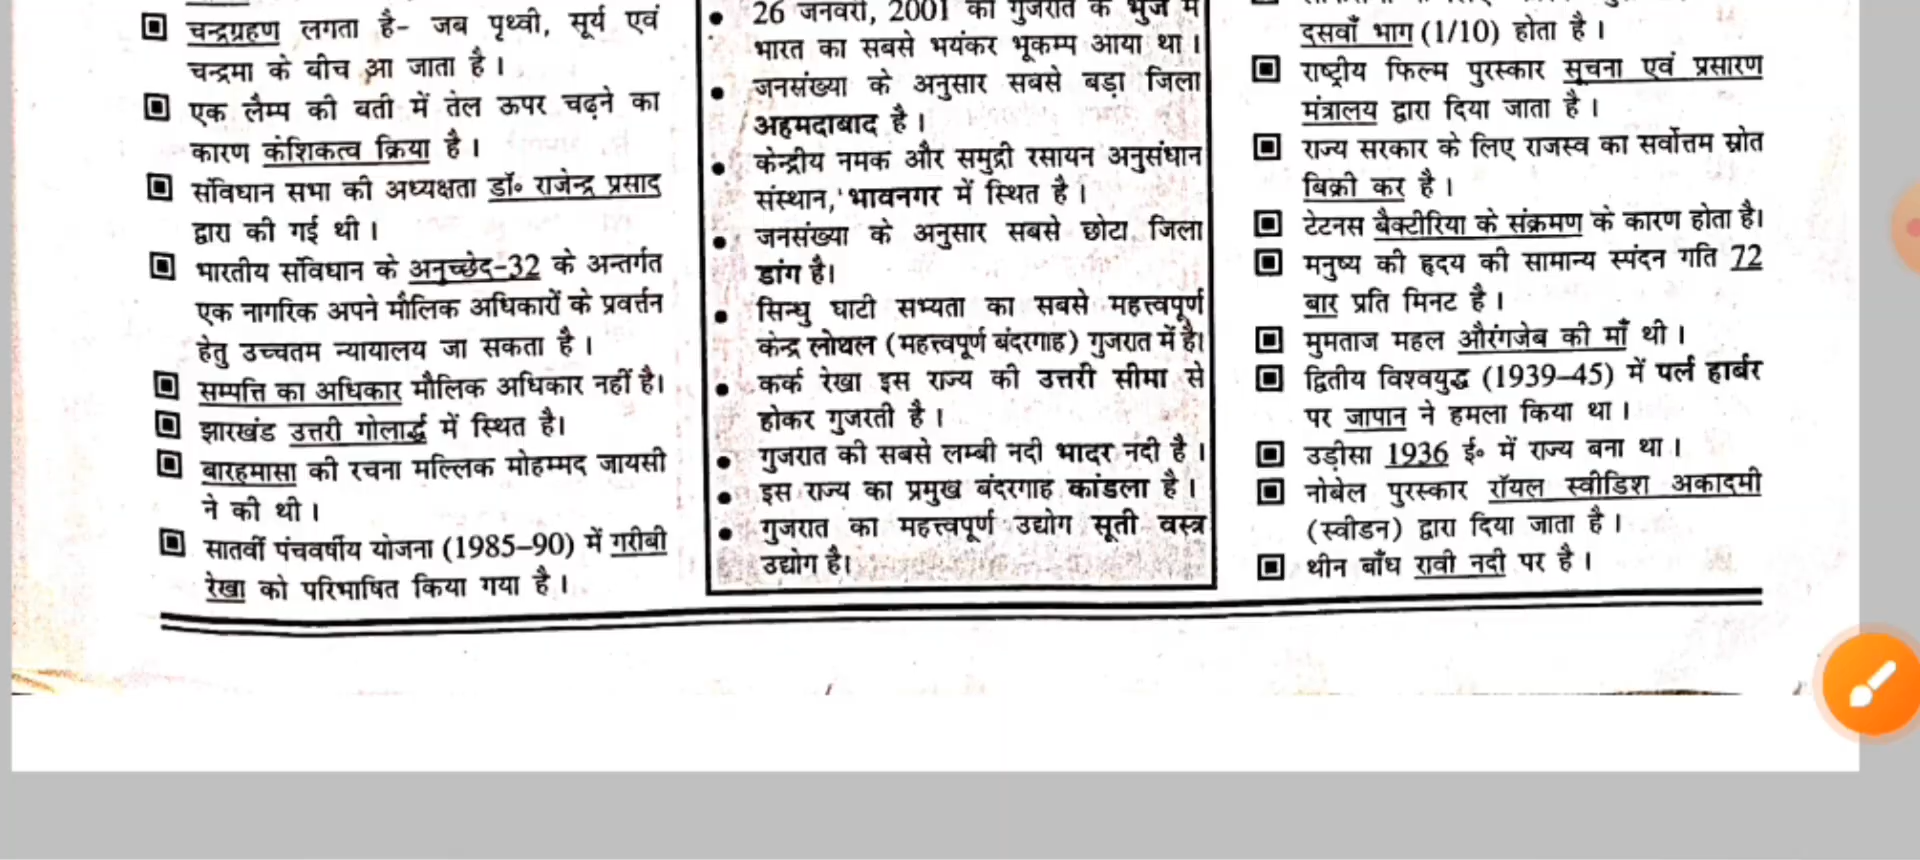 चन्द्रग्रहण लगता है- जब पृथ्वी, सूर्य एवं
चन्द्रमा के बीच आ जाता है।
एक लैम्प की बती में तेल ऊपर चढ़ने का
कारण कंशिकत्व क्रिया है।
संविधान सभा की अध्यक्षता डॉ॰ राजेन्द्र प्रसाद
द्वारा की गई थी।
भारतीय संविधान के अनुच्छेद-32 के अन्तर्गत
एक नागरिक अपने मौलिक अधिकारों के प्रवर्त्तन
हेतु उच्चतम न्यायालय जा सकता है।
सम्पत्ति का अधिकार मौलिक अधिकार नहीं है।
झारखंड उत्तरी गोलार्द्ध में स्थित है।
बारहमासा की रचना मल्लिक मोहम्मद जायसी
ने की थी।
सातवीं पंचवर्षीय योजना (1985–90) में गरीबी
रेखा को परिभाषित किया गया है।
26 जनवरी, 2001 को गुजरात के भुज में
भारत का सबसे भयंकर भूकम्प आया था।
जनसंख्या के अनुसार सबसे बड़ा जिला
अहमदाबाद है।
केन्द्रीय नमक और समुद्री रसायन अनुसंधान
संस्थान, भावनगर में स्थित है।
जनसंख्या के अनुसार सबसे छोटा जिला
डांग है।
सिन्धु घाटी सभ्यता का सबसे महत्त्वपूर्ण
केन्द्र लोथल (महत्त्वपूर्ण बंदरगाह) गुजरात में है।
कर्क रेखा इस राज्य की उत्तरी सीमा से
होकर गुजरती है।
गुजरात की सबसे लम्बी नदी भादर नदी है।
इस राज्य का प्रमुख बंदरगाह कांडला है।
गुजरात का महत्त्वपूर्ण उद्योग सूती वस्त्र
उद्योग है।
दसवाँ भाग (1/10) होता है।
राष्ट्रीय फिल्म पुरस्कार सूचना एवं प्रसारण
मंत्रालय द्वारा दिया जाता है।
राज्य सरकार के लिए राजस्व का सर्वोत्तम स्रोत
बिक्री कर है।
टेटनस बैक्टीरिया के संक्रमण के कारण होता है।
मनुष्य की हृदय की सामान्य स्पंदन गति 72
बार प्रति मिनट है।
मुमताज महल औरंगजेब की माँ थी।
द्वितीय विश्वयुद्ध (1939–45) में पर्ल हार्बर
पर जापान ने हमला किया था।
उड़ीसा 1936 ई॰ में राज्य बना था।
नोबेल पुरस्कार रॉयल स्वीडिश अकादमी
(स्वीडन) द्वारा दिया जाता है।
थीन बाँध रावी नदी पर है।